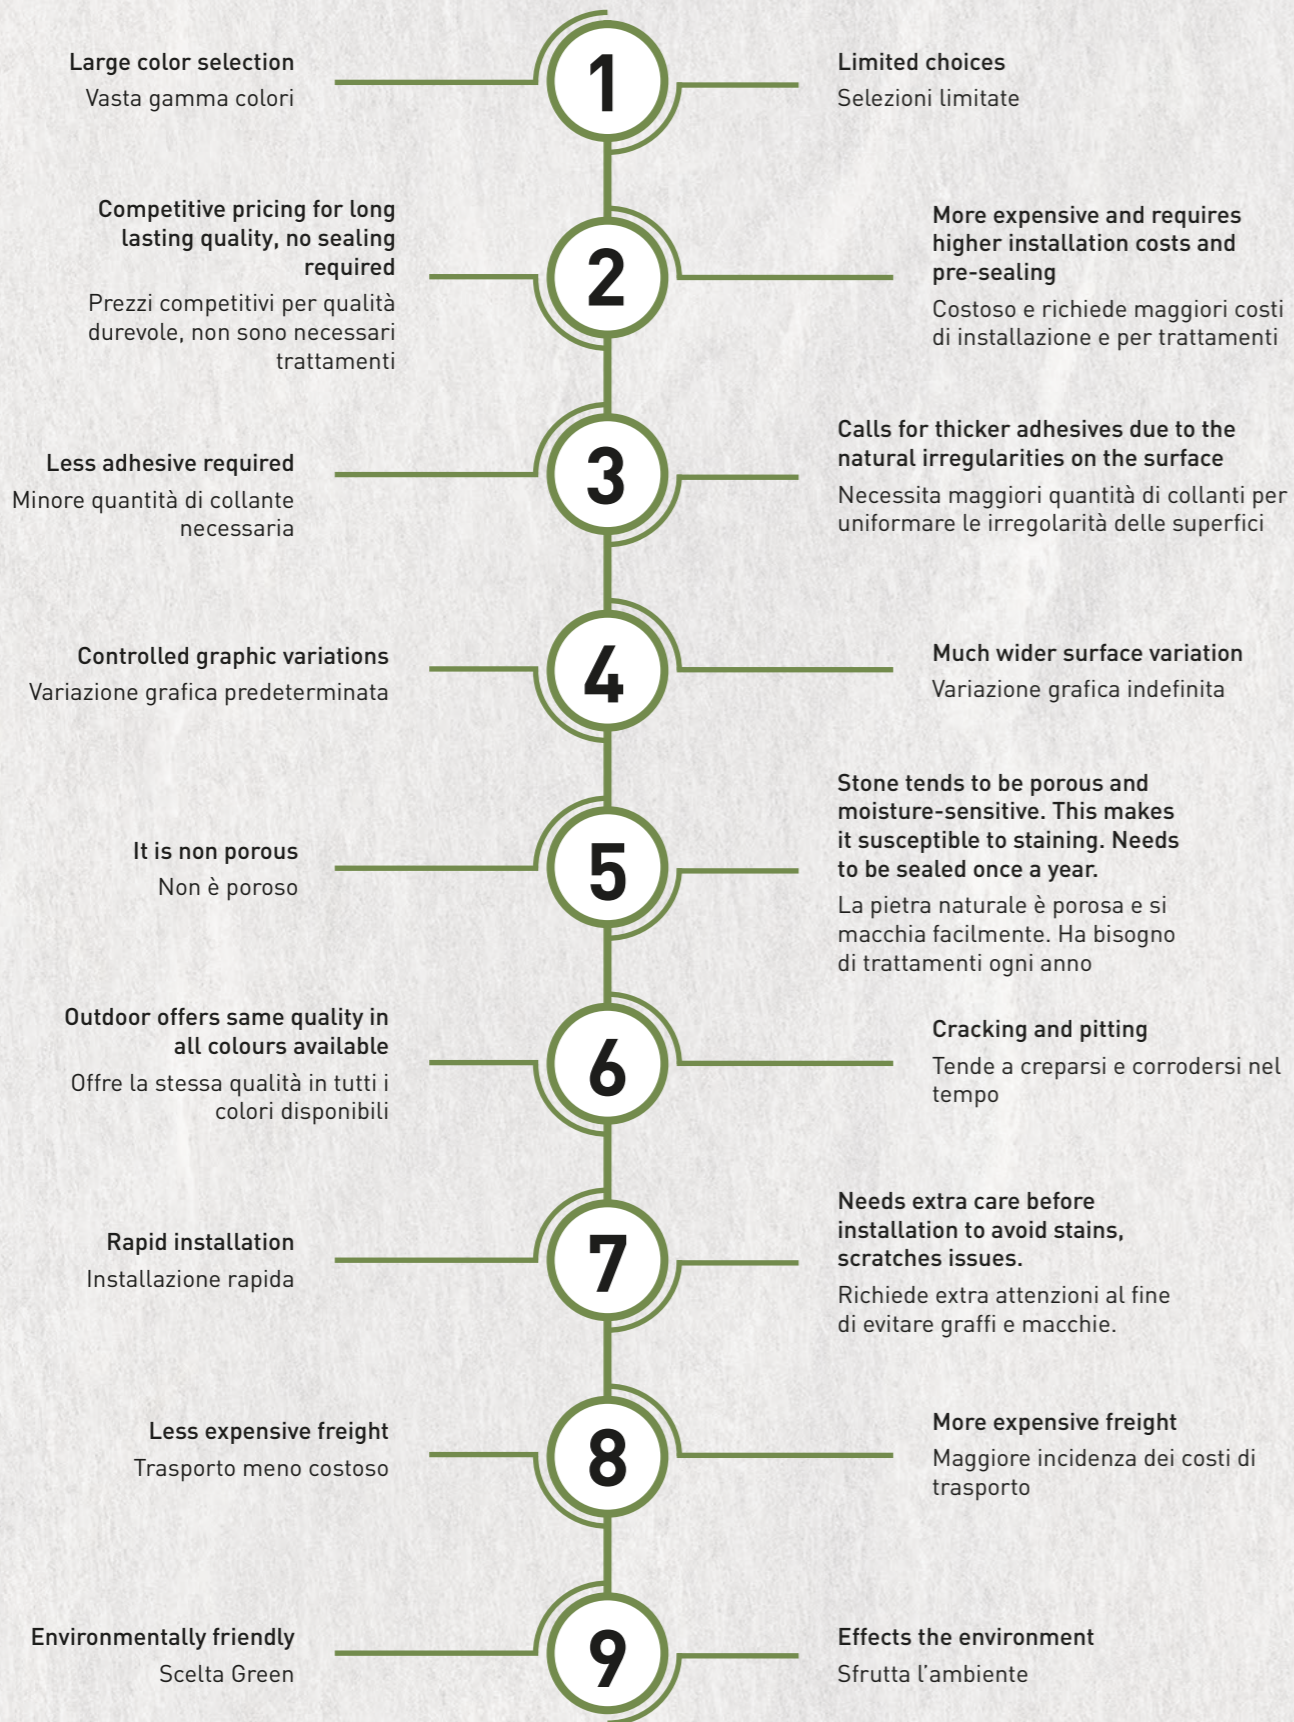 Large color selection
Vasta gamma colori
1
Limited choices
Selezioni limitate
Competitive pricing for long
lasting quality, no sealing
required
Prezzi competitivi per qualità
durevole, non sono necessari
trattamenti
2
More expensive and requires
higher installation costs and
pre-sealing
Costoso e richiede maggiori costi
di installazione e per trattamenti
Less adhesive required
Minore quantità di collante
necessaria
3
Calls for thicker adhesives due to the
natural irregularities on the surface
Necessita maggiori quantità di collanti per
uniformare le irregolarità delle superfici
Controlled graphic variations
Variazione grafica predeterminata
4
Much wider surface variation
Variazione grafica indefinita
It is non porous
Non è poroso
5
Stone tends to be porous and
moisture-sensitive. This makes
it susceptible to staining. Needs
to be sealed once a year.
La pietra naturale è porosa e si
macchia facilmente. Ha bisogno
di trattamenti ogni anno
Outdoor offers same quality in
all colours available
Offre la stessa qualità in tutti i
colori disponibili
6
Cracking and pitting
Tende a creparsi e corrodersi nel
tempo
Rapid installation
Installazione rapida
7
Needs extra care before
installation to avoid stains,
scratches issues.
Richiede extra attenzioni al fine
di evitare graffi e macchie.
Less expensive freight
Trasporto meno costoso
8
More expensive freight
Maggiore incidenza dei costi di
trasporto
Environmentally friendly
Scelta Green
9
Effects the environment
Sfrutta l'ambiente